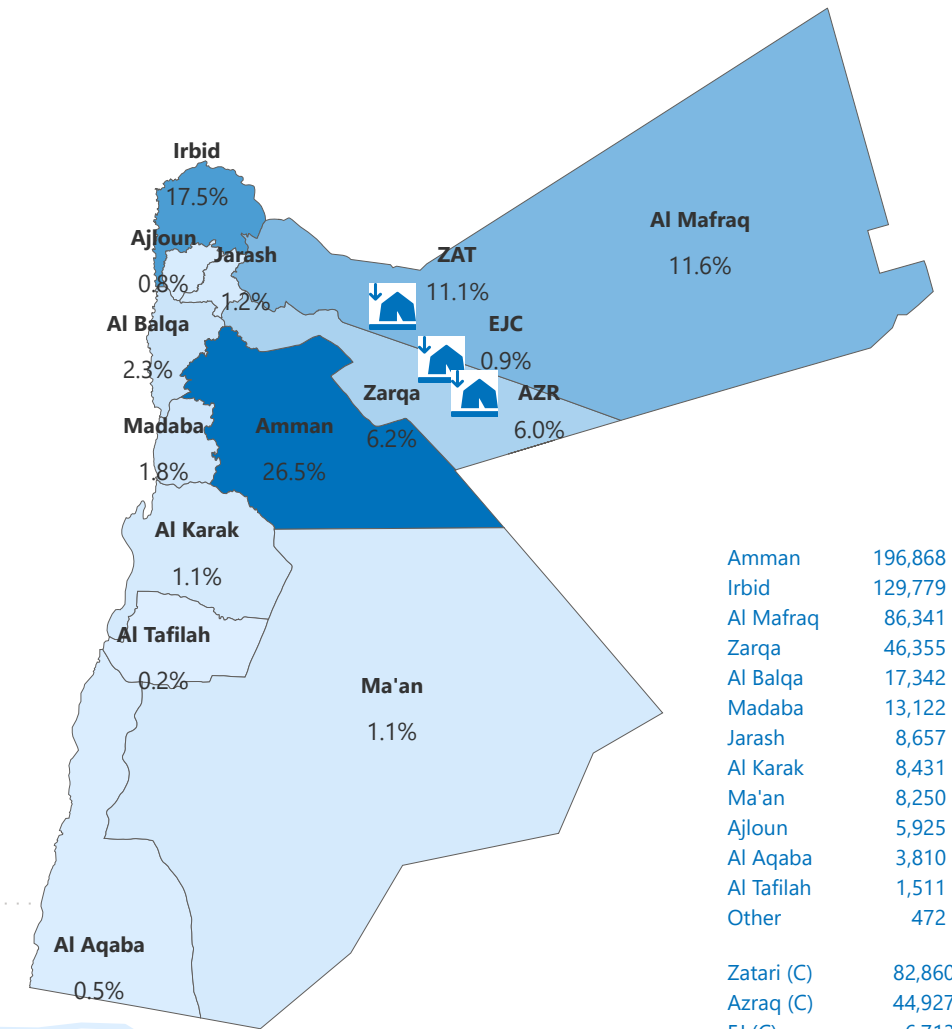 Irbid
17.5%
Ajloun
0.8%
Jarash
1.2%
Al Mafraq
11.6%
ZAT
11.1%
EJC
0.9%
Al Balqa
2.3%
Zarqa
6.2%
AZR
6.0%
Madaba
1.8%
Amman
26.5%
Al Karak
1.1%
Al Tafilah
0.2%
Ma'an
1.1%
Al Aqaba
0.5%
Amman 196,868
Irbid 129,779
Al Mafraq 86,341
Zarqa 46,355
Al Balqa 17,342
Madaba 13,122
Jarash 8,657
Al Karak 8,431
Ma'an 8,250
Ajloun 5,925
Al Aqaba 3,810
Al Tafilah 1,511
Other 472
Zatari (C) 82,860
Azraq (C) 44,927